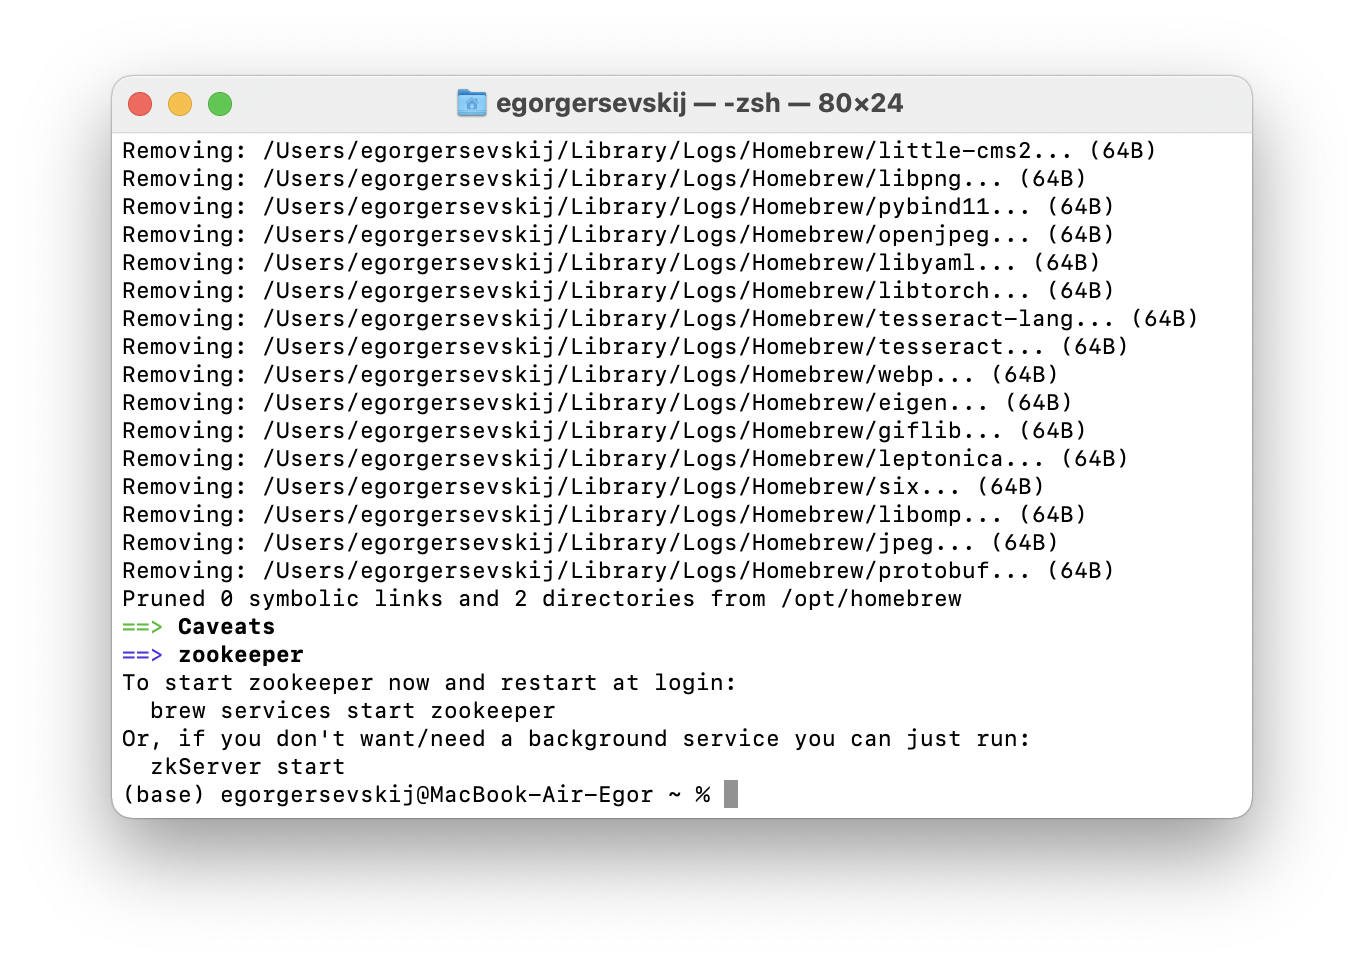 egorgersevskij — -zsh — 80×24
Removing: /Users/egorgersevskij/Library/Logs/Homebrew/little-cms2... (64B)
Removing: /Users/egorgersevskij/Library/Logs/Homebrew/libpng... (64B)
Removing: /Users/egorgersevskij/Library/Logs/Homebrew/pybind11... (64B)
Removing: /Users/egorgersevskij/Library/Logs/Homebrew/openjpeg... (64B)
Removing: /Users/egorgersevskij/Library/Logs/Homebrew/libyaml... (64B)
Removing: /Users/egorgersevskij/Library/Logs/Homebrew/libtorch... (64B)
Removing: /Users/egorgersevskij/Library/Logs/Homebrew/tesseract-lang... (64B)
Removing: /Users/egorgersevskij/Library/Logs/Homebrew/tesseract... (64B)
Removing: /Users/egorgersevskij/Library/Logs/Homebrew/webp... (64B)
Removing: /Users/egorgersevskij/Library/Logs/Homebrew/eigen... (64B)
Removing: /Users/egorgersevskij/Library/Logs/Homebrew/giflib... (64B)
Removing: /Users/egorgersevskij/Library/Logs/Homebrew/leptonica... (64B)
Removing: /Users/egorgersevskij/Library/Logs/Homebrew/six... (64B)
Removing: /Users/egorgersevskij/Library/Logs/Homebrew/libomp... (64B)
Removing: /Users/egorgersevskij/Library/Logs/Homebrew/jpeg... (64B)
Removing: /Users/egorgersevskij/Library/Logs/Homebrew/protobuf... (64B)
Pruned 0 symbolic links and 2 directories from /opt/homebrew
==> Caveats
==> zookeeper
To start zookeeper now and restart at login:
  brew services start zookeeper
Or, if you don't want/need a background service you can just run:
  zkServer start
(base) egorgersevskij@MacBook-Air-Egor ~ %